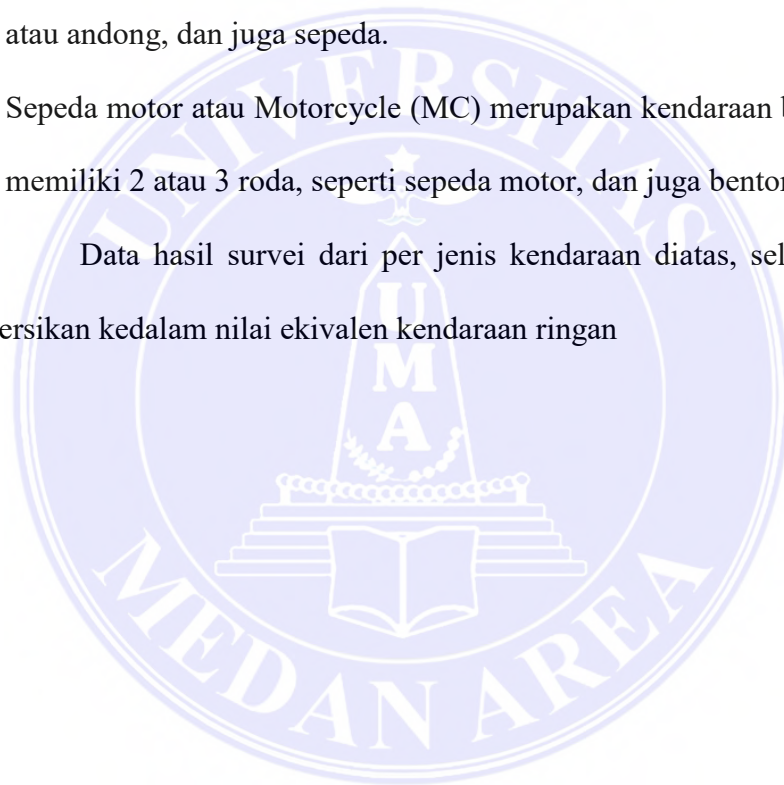 atau andong, dan juga sepeda.
Sepeda motor atau Motorcycle (MC) merupakan kendaraan
memiliki 2 atau 3 roda, seperti sepeda motor, dan juga
Data hasil survei dari per jenis kendaraan diatas,
ersikan kedalam nilai ekivalen kendaraan ringan
UNIVERSITAS
UMA
MEDAN AREA